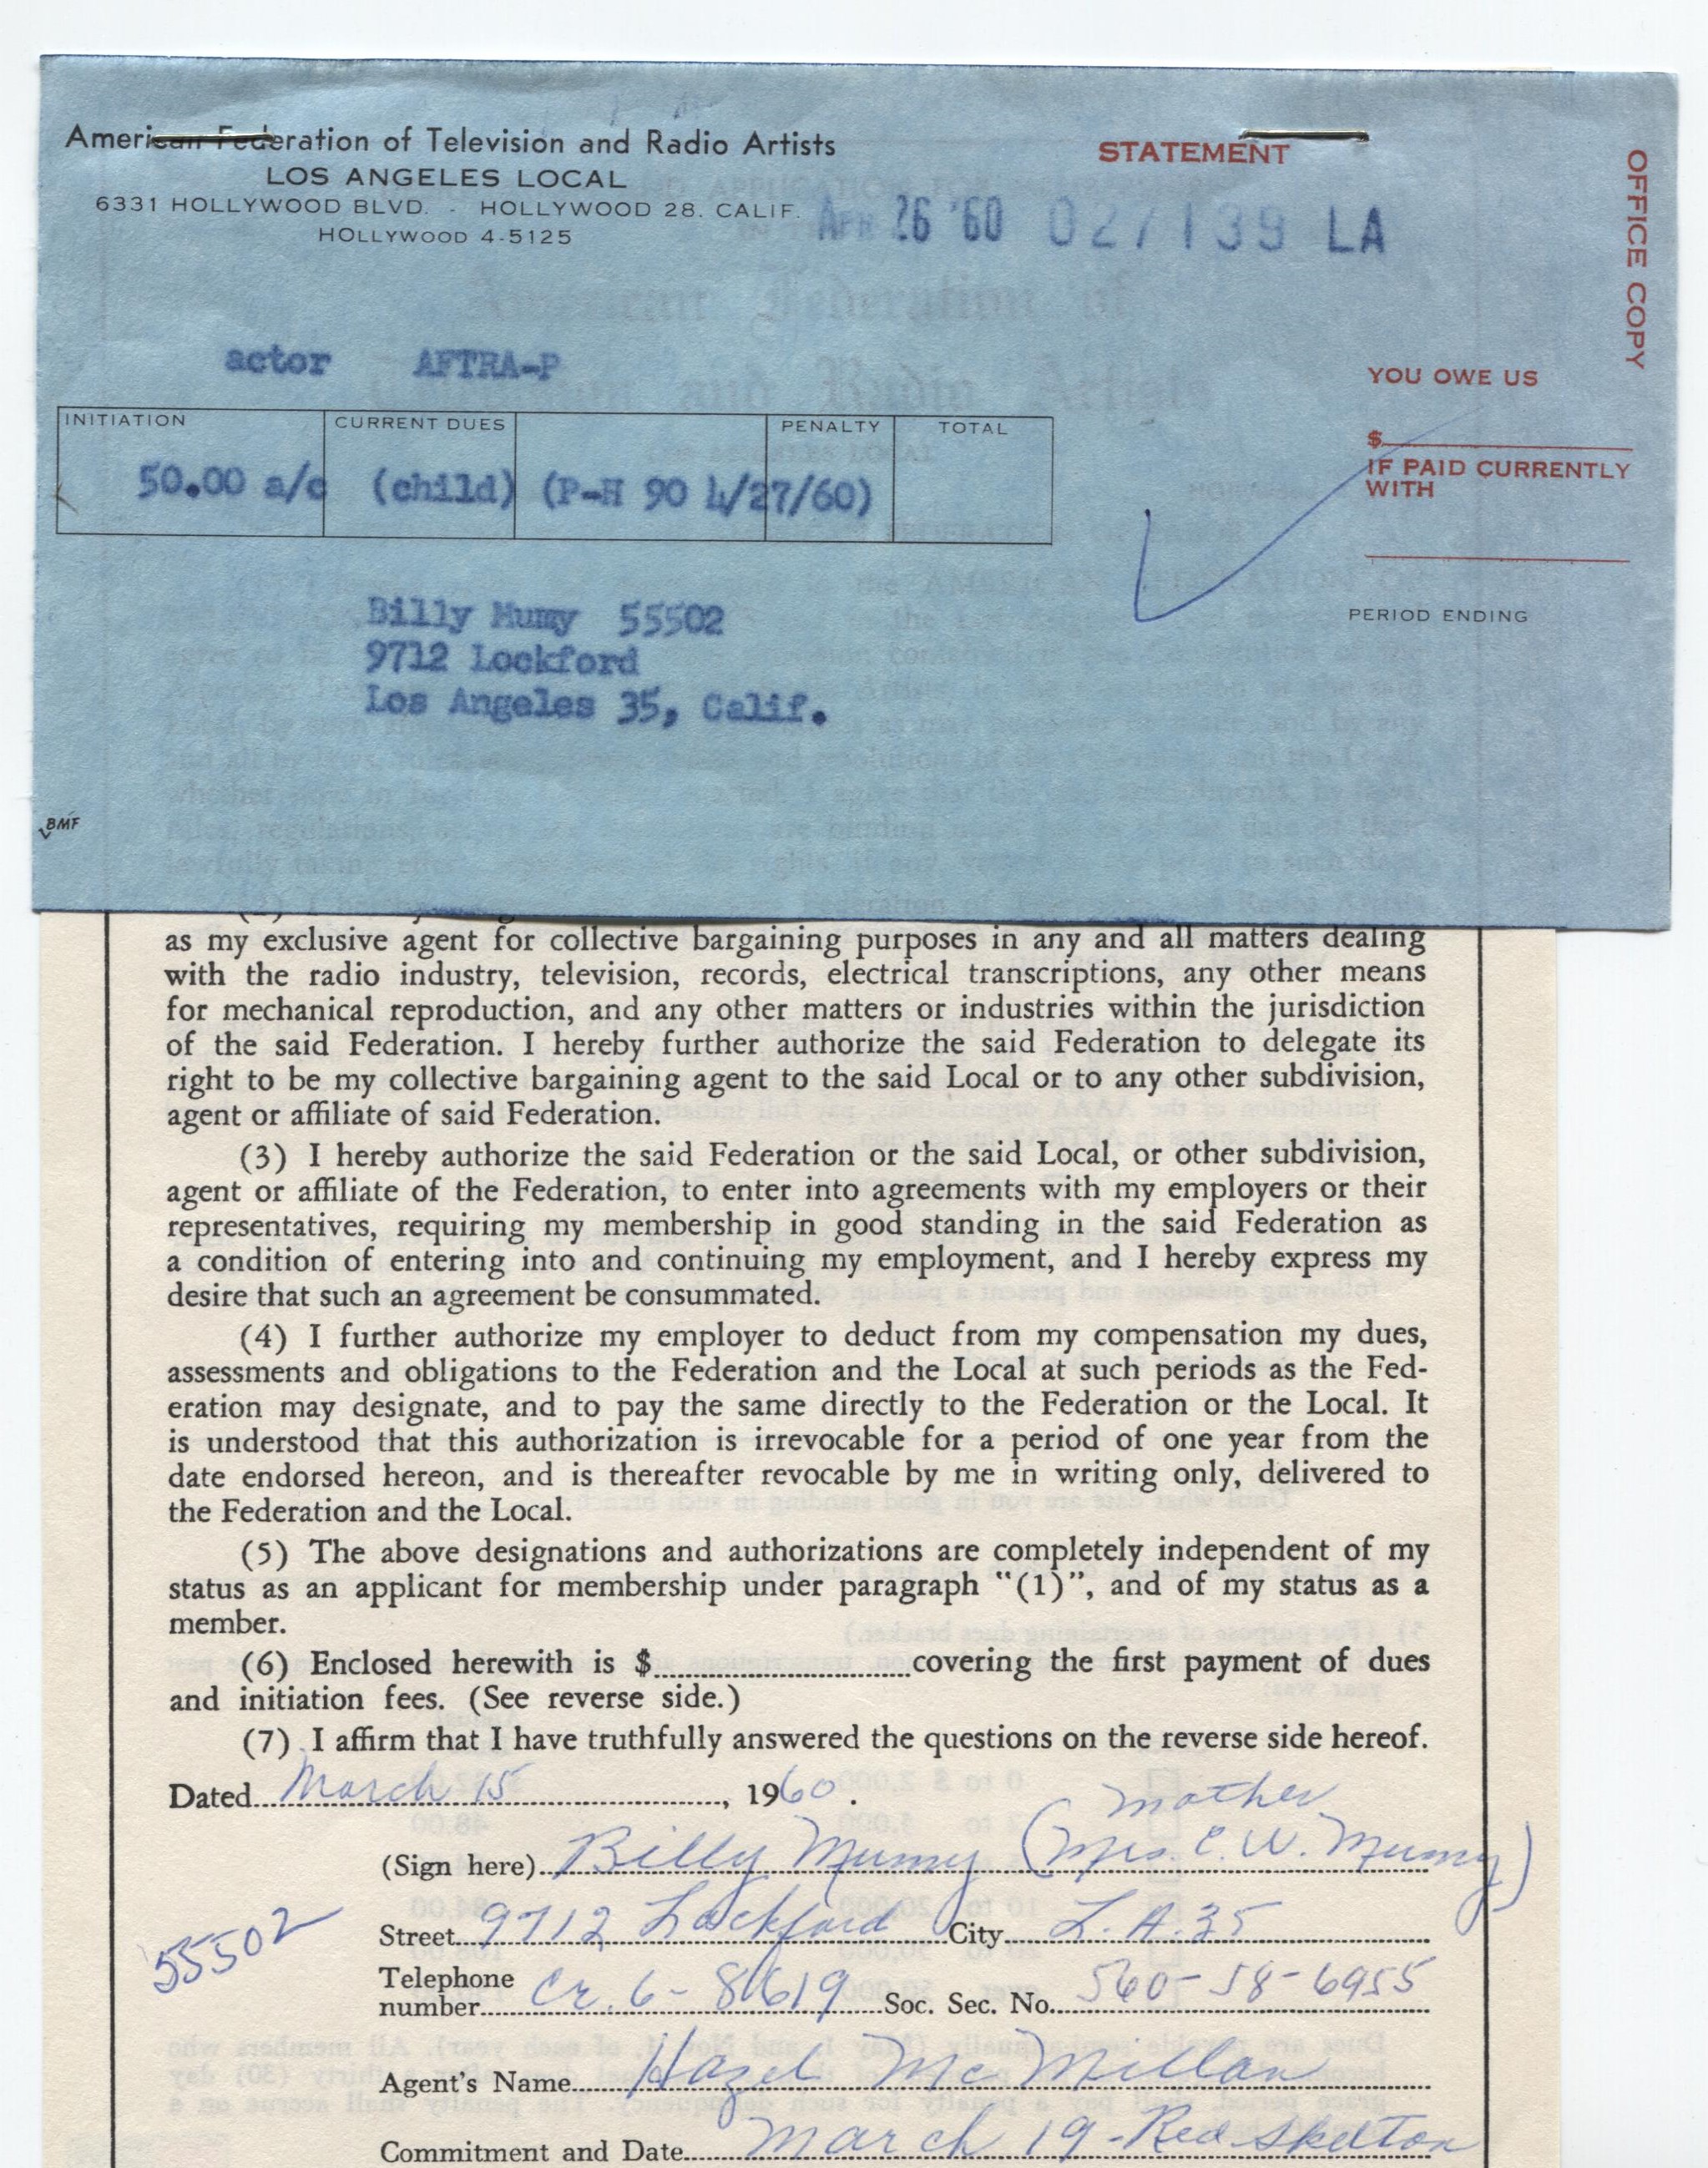 American Federation of Television and Radio Artists
LOS ANGELES LOCAL
6331 HOLLYWOOD BLVD. - HOLLYWOOD 28, CALIF.
HOLLYWOOD 4-5125
STATEMENT
APR 26 '60 027139 LA
OFFICE COPY
actor AFTRA-P
YOU OWE US
$
IF PAID CURRENTLY
WITH
PERIOD ENDING
INITIATION CURRENT DUES PENALTY TOTAL
50.00 a/c (child) (P-H 90 4/27/60)
Billy Mumy 55502
9712 Lockford
Los Angeles 35, Calif.
BMF
as my exclusive agent for collective bargaining purposes in any and all matters dealing
with the radio industry, television, records, electrical transcriptions, any other means
for mechanical reproduction, and any other matters or industries within the jurisdiction
of the said Federation. I hereby further authorize the said Federation to delegate its
right to be my collective bargaining agent to the said Local or to any other subdivision,
agent or affiliate of said Federation.
(3) I hereby authorize the said Federation or the said Local, or other subdivision,
agent or affiliate of the Federation, to enter into agreements with my employers or their
representatives, requiring my membership in good standing in the said Federation as
a condition of entering into and continuing my employment, and I hereby express my
desire that such an agreement be consummated.
(4) I further authorize my employer to deduct from my compensation my dues,
assessments and obligations to the Federation and the Local at such periods as the Fed-
eration may designate, and to pay the same directly to the Federation or the Local. It
is understood that this authorization is irrevocable for a period of one year from the
date endorsed hereon, and is thereafter revocable by me in writing only, delivered to
the Federation and the Local.
(5) The above designations and authorizations are completely independent of my
status as an applicant for membership under paragraph "(1)", and of my status as a
member.
(6) Enclosed herewith is $..............................covering the first payment of dues
and initiation fees. (See reverse side.)
(7) I affirm that I have truthfully answered the questions on the reverse side hereof.
Dated March 15, 1960.
mother
(Sign here) Billy Mumy (Mrs. C. W. Mumy)
55502
Street 9712 Lockford City L. A. 35
Telephone
number Cr. 6-8619 Soc. Sec. No. 560-58-6955
Agent's Name Hazel McMillan
Commitment and Date March 19 - Red Skelton